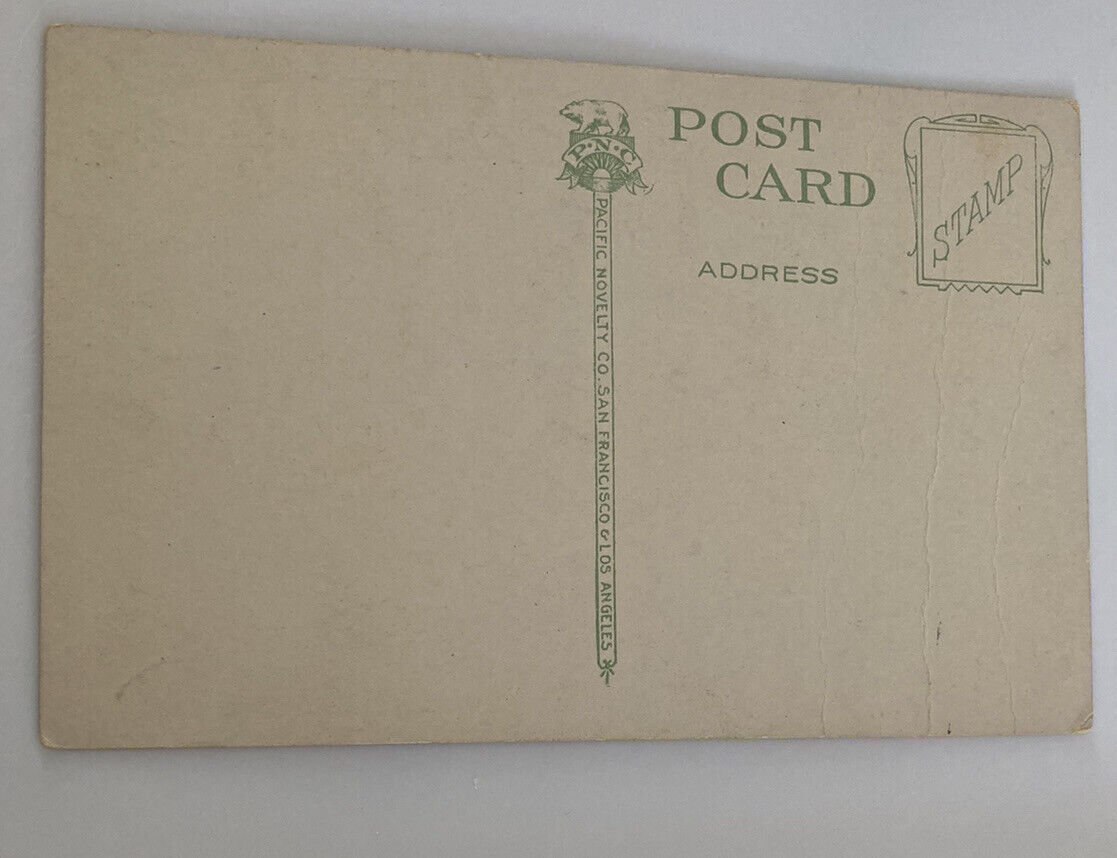 P·N·C
POST
CARD
STAMP
ADDRESS
PACIFIC NOVELTY CO. SAN FRANCISCO & LOS ANGELES